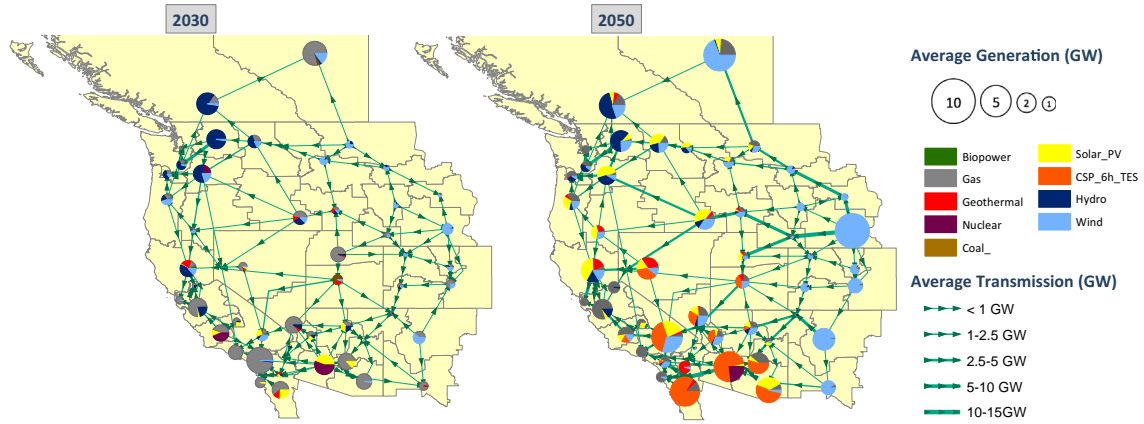 2030
2050
Average Generation (GW)
10
5
2
1
Biopower
Gas
Geothermal
Nuclear
Coal_
Solar_PV
CSP_6h_TES
Hydro
Wind
Average Transmission (GW)
< 1 GW
1-2.5 GW
2.5-5 GW
5-10 GW
10-15GW